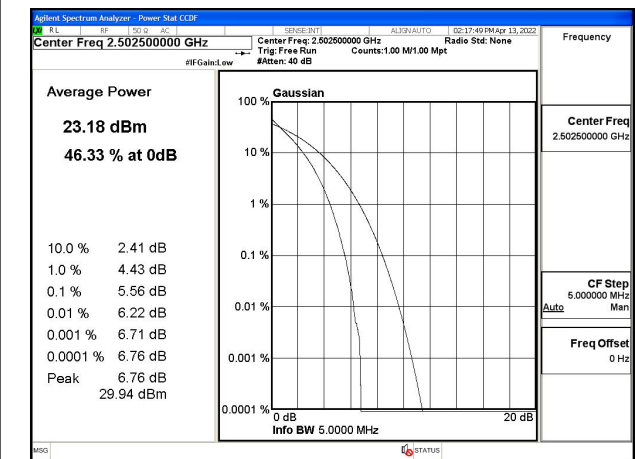 Agilent Spectrum Analyzer - Power Stat CCDF
LXI RL RF 50 Ω AC SENSE:INT ALIGNAUTO 02:17:49 PM Apr 13, 2022
Center Freq 2.502500000 GHz
Center Freq: 2.502500000 GHz Radio Std: None
Trig: Free Run Counts:1.00 M/1.00 Mpt
#IFGain:Low #Atten: 40 dB
Frequency
Average Power
23.18 dBm
46.33 % at 0dB
10.0 % 2.41 dB
1.0 % 4.43 dB
0.1 % 5.56 dB
0.01 % 6.22 dB
0.001 % 6.71 dB
0.0001 % 6.76 dB
Peak 6.76 dB
29.94 dBm
Gaussian
100 %
10 %
1 %
0.1 %
0.01 %
0.001 %
0.0001 %
0 dB 20 dB
Info BW 5.0000 MHz
Center Freq
2.502500000 GHz
CF Step
5.000000 MHz
Auto Man
Freq Offset
0 Hz
MSG STATUS